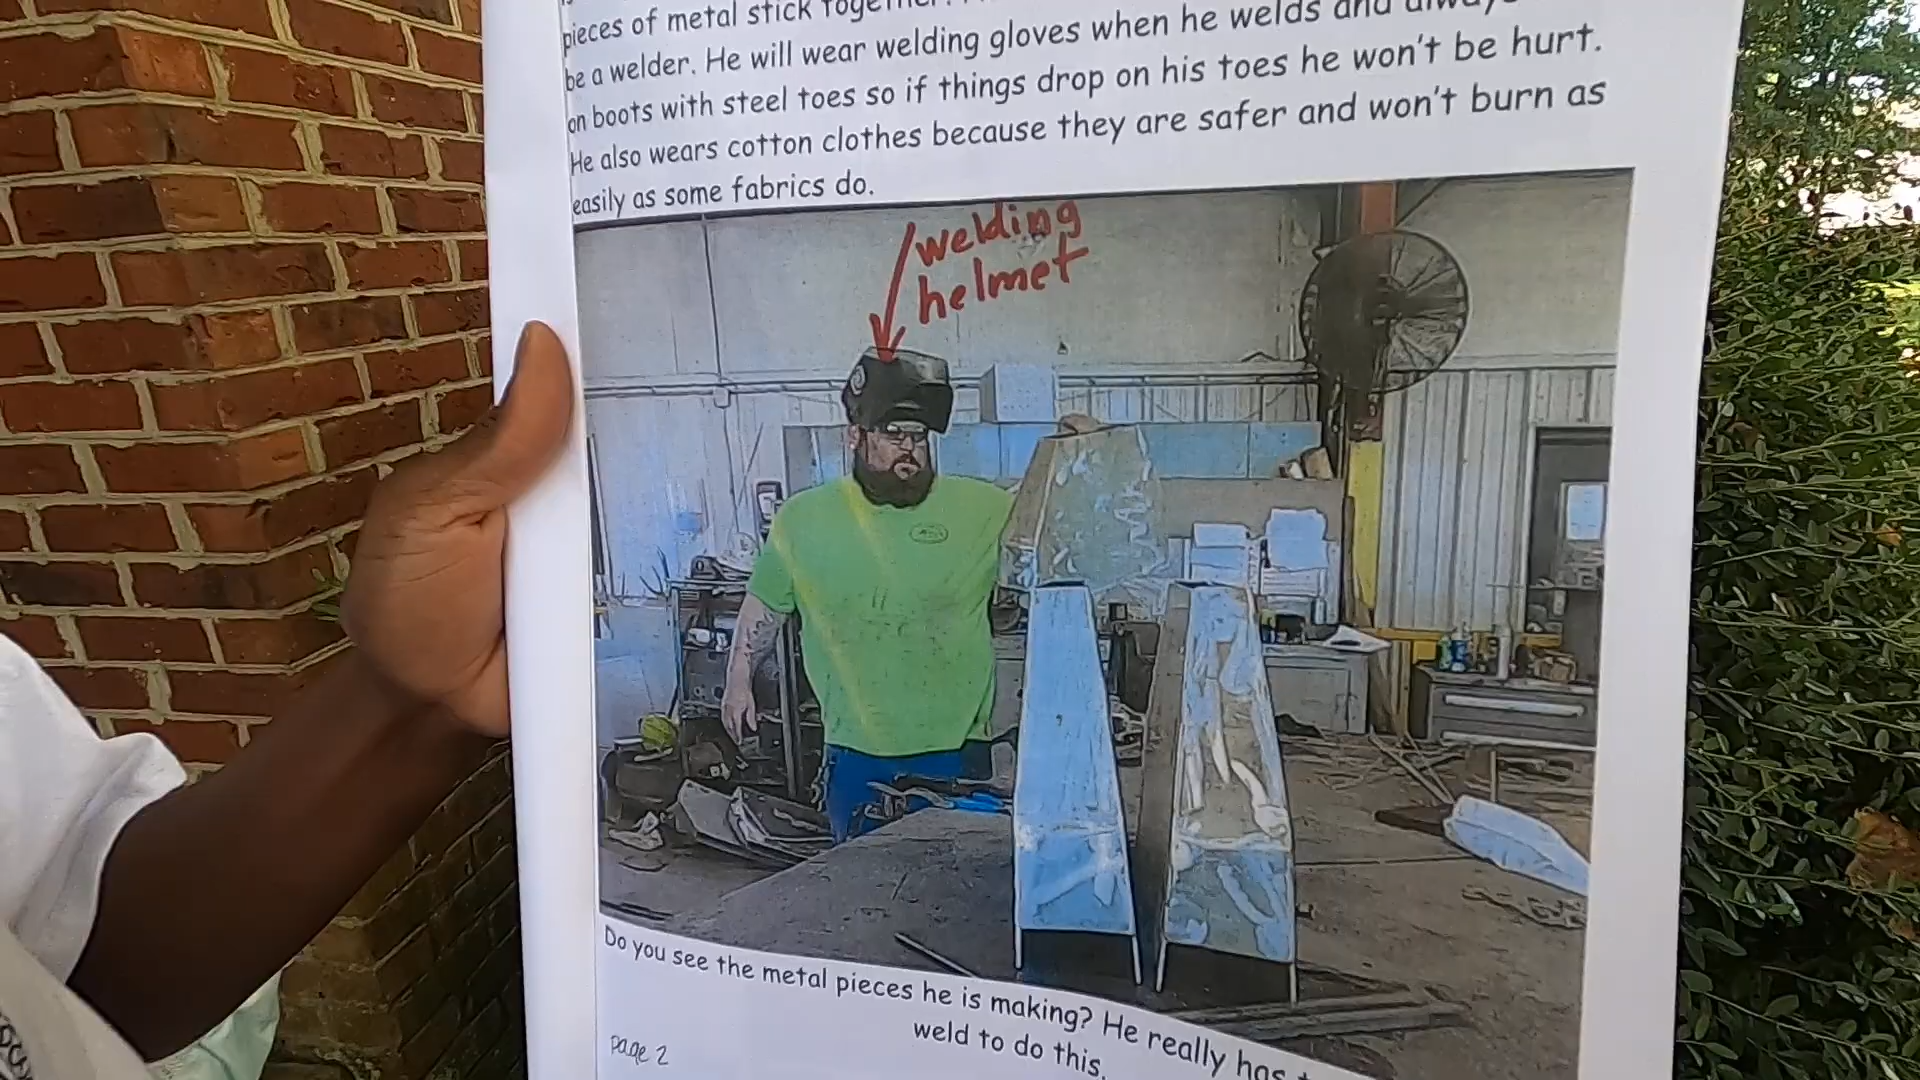 pieces of metal stick together.
be a welder. He will wear welding gloves when he welds and always
on boots with steel toes so if things drop on his toes he won't be hurt.
He also wears cotton clothes because they are safer and won't burn as
easily as some fabrics do.
welding
helmet
Do you see the metal pieces he is making? He really has
weld to do this.
page 2